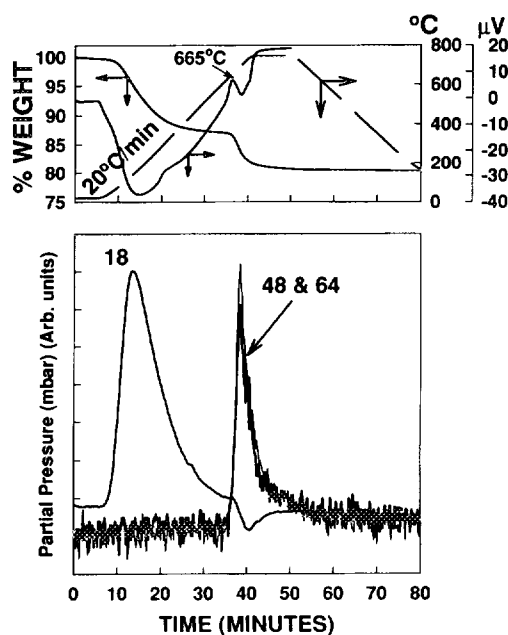 °C µV
% WEIGHT
100
95
90
85
80
75
665°C
20°C/min
800
600
400
200
0
20
10
0
-10
-20
-30
-40
Partial Pressure (mbar) (Arb. units)
18
48 & 64
0 10 20 30 40 50 60 70 80
TIME (MINUTES)